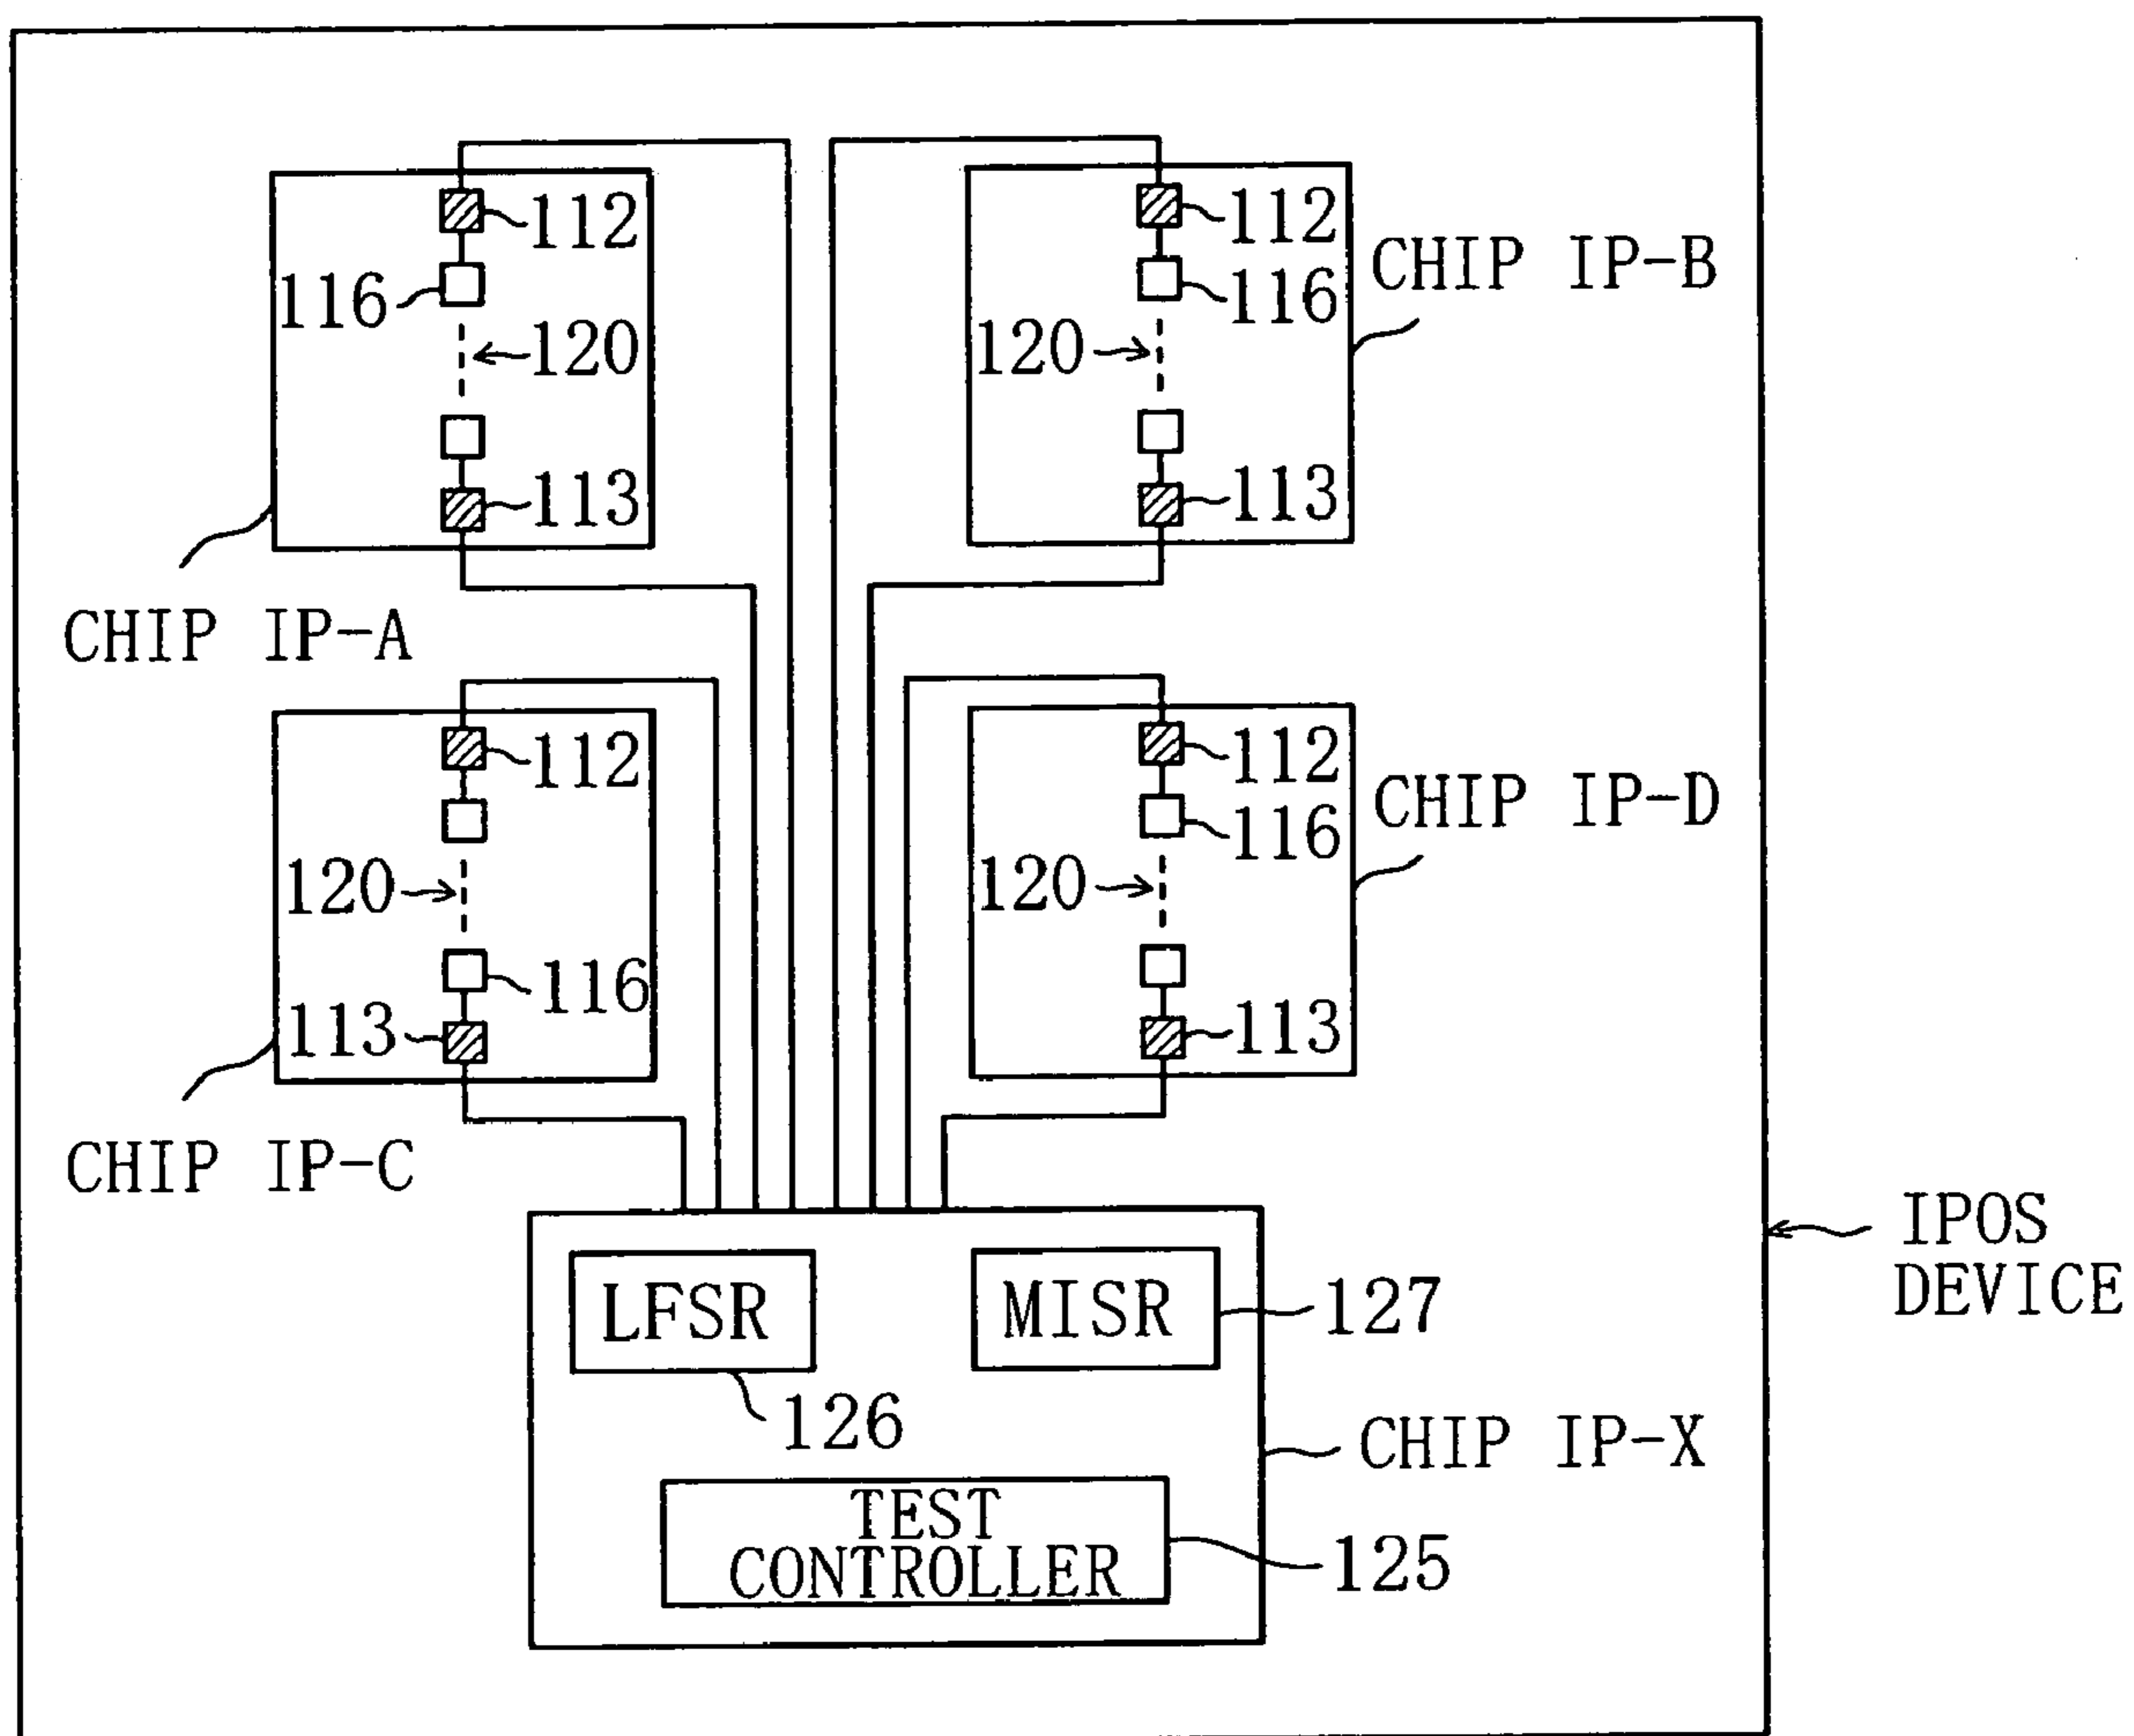 112
116
120
113
CHIP IP-A
112
116
120
113
CHIP IP-B
112
120
116
113
CHIP IP-C
112
116
120
113
CHIP IP-D
IPOS
DEVICE
LFSR
126
MISR
127
CHIP IP-X
TEST
CONTROLLER
125